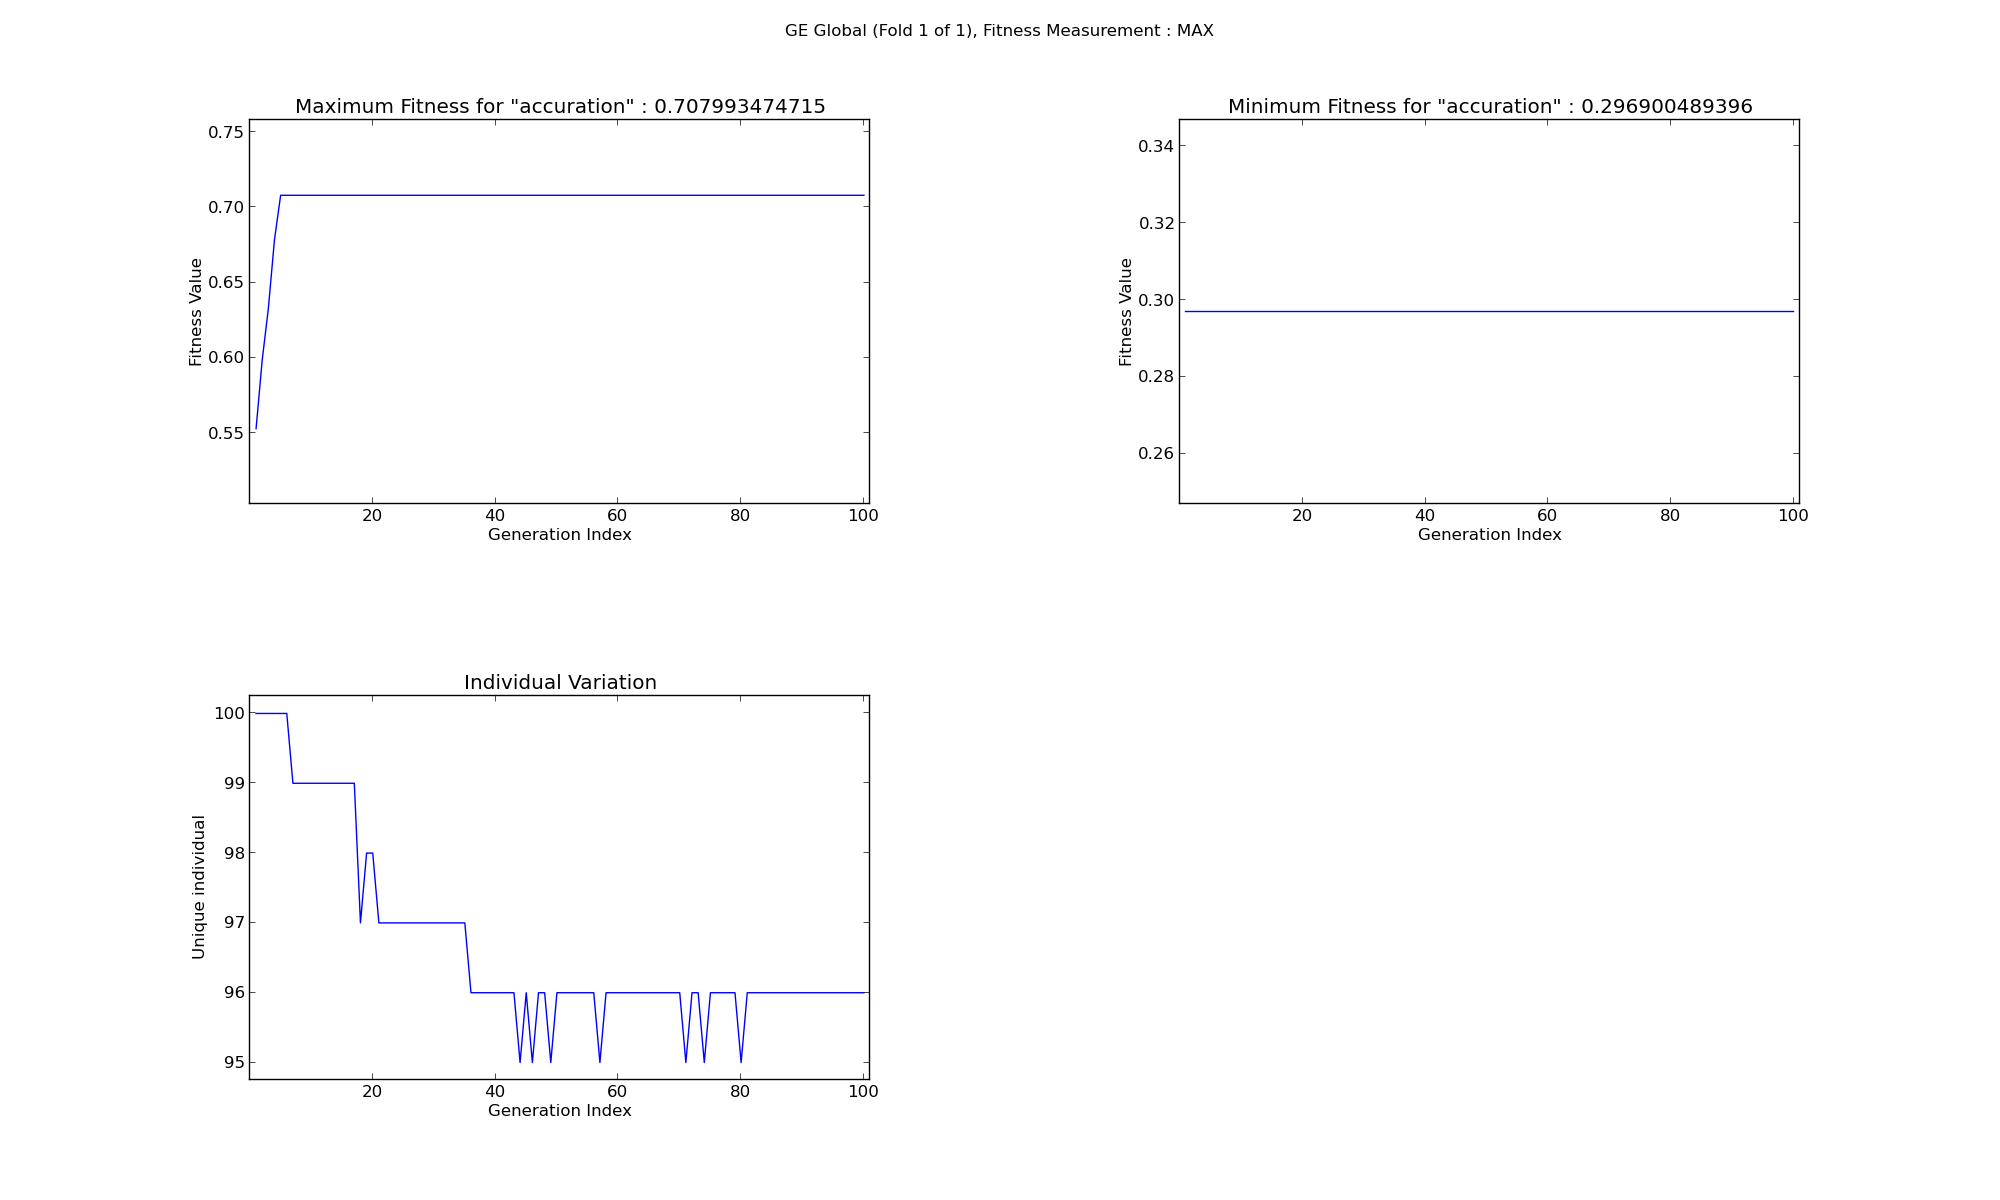 GE Global (Fold 1 of 1), Fitness Measurement : MAX
Maximum Fitness for "accuration" : 0.707993474715
0.75
0.70
0.65
0.60
0.55
Fitness Value
20 40 60 80 100
Generation Index
Minimum Fitness for "accuration" : 0.296900489396
0.34
0.32
0.30
0.28
0.26
Fitness Value
20 40 60 80 100
Generation Index
Individual Variation
100
99
98
97
96
95
Unique individual
20 40 60 80 100
Generation Index